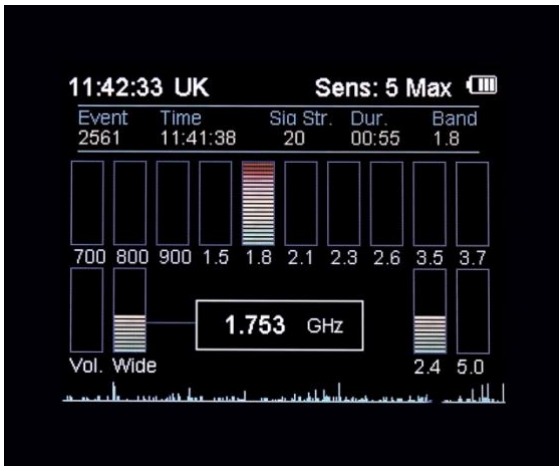 11:42:33 UK Sens: 5 Max
Event Time Sig Str. Dur. Band
2561 11:41:38 20 00:55 1.8
700 800 900 1.5 1.8 2.1 2.3 2.6 3.5 3.7
1.753 GHz
Vol. Wide 2.4 5.0